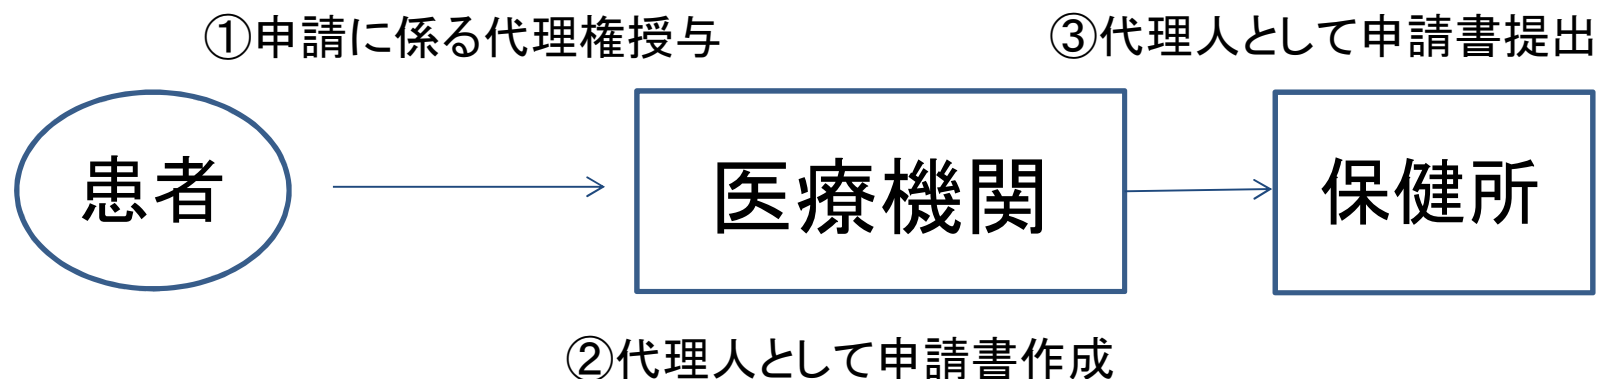 ①申請に係る代理権授与
③代理人として申請書提出
患者
医療機関
保健所
②代理人として申請書作成